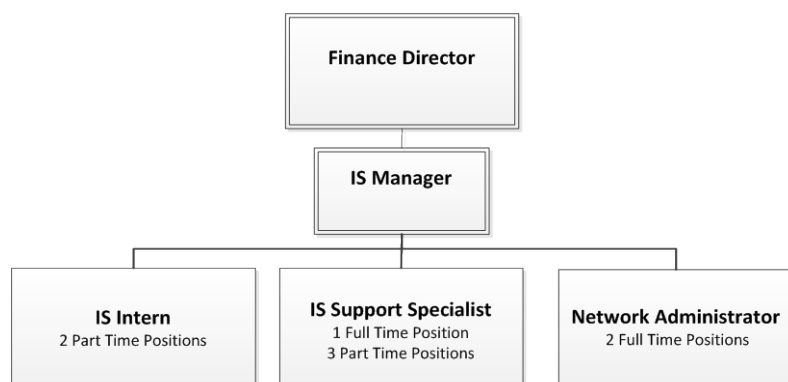 Finance Director
IS Manager
IS Intern
2 Part Time Positions
IS Support Specialist
1 Full Time Position
3 Part Time Positions
Network Administrator
2 Full Time Positions